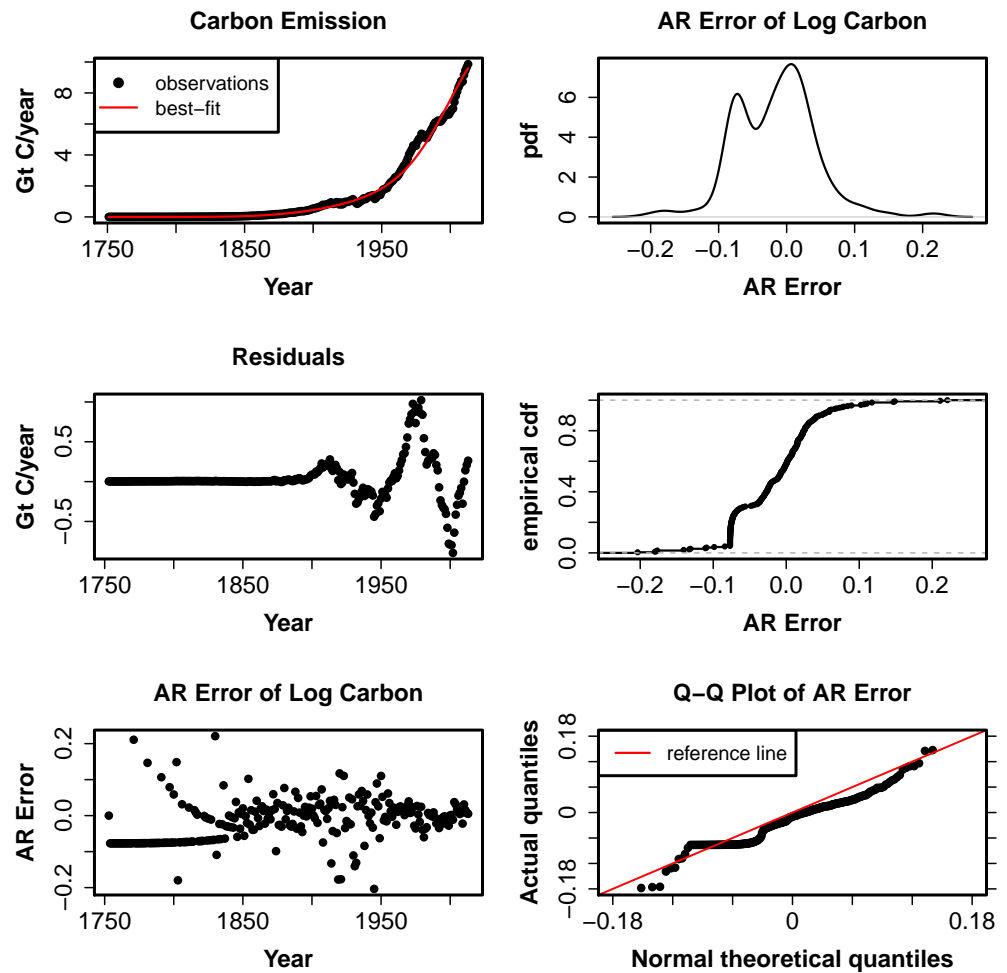 Carbon Emission
Gt C/year
0 4 8
observations
best−fit
1750 1850 1950
Year
AR Error of Log Carbon
pdf
0 2 4 6
−0.2 −0.1 0.0 0.1 0.2
AR Error
Residuals
Gt C/year
−0.5 0.5
1750 1850 1950
Year
empirical cdf
0.0 0.4 0.8
−0.2 −0.1 0.0 0.1 0.2
AR Error
AR Error of Log Carbon
AR Error
−0.2 0.0 0.2
1750 1850 1950
Year
Q−Q Plot of AR Error
Actual quantiles
−0.18 0 0.18
reference line
−0.18 0 0.18
Normal theoretical quantiles